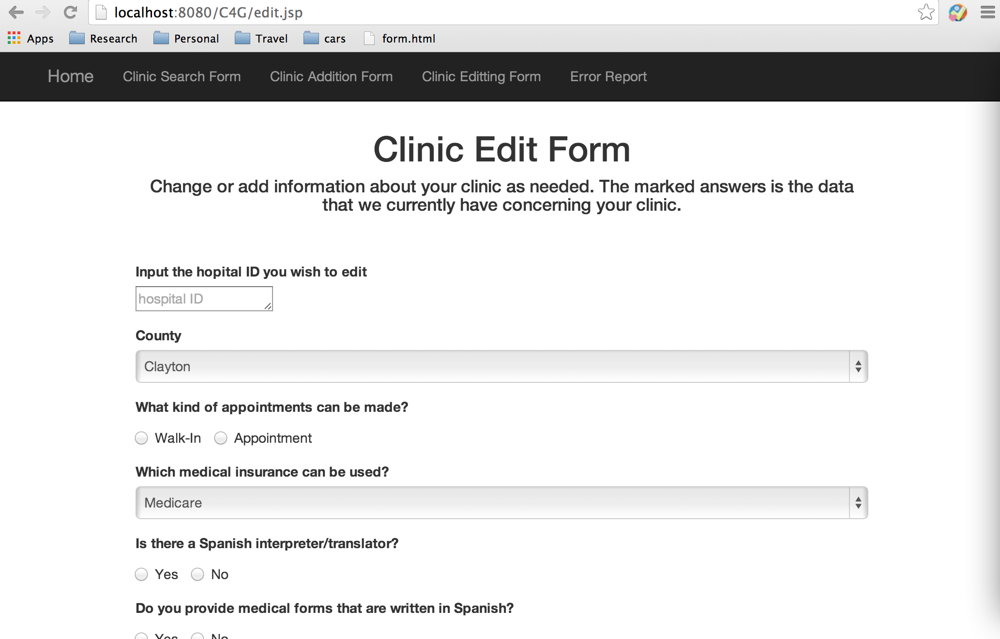 localhost:8080/C4G/edit.jsp
Apps Research Personal Travel cars form.html
Home Clinic Search Form Clinic Addition Form Clinic Editting Form Error Report
Clinic Edit Form
Change or add information about your clinic as needed. The marked answers is the data
that we currently have concerning your clinic.
Input the hopital ID you wish to edit
hospital ID
County
Clayton
What kind of appointments can be made?
Walk-In Appointment
Which medical insurance can be used?
Medicare
Is there a Spanish interpreter/translator?
Yes No
Do you provide medical forms that are written in Spanish?
Yes No